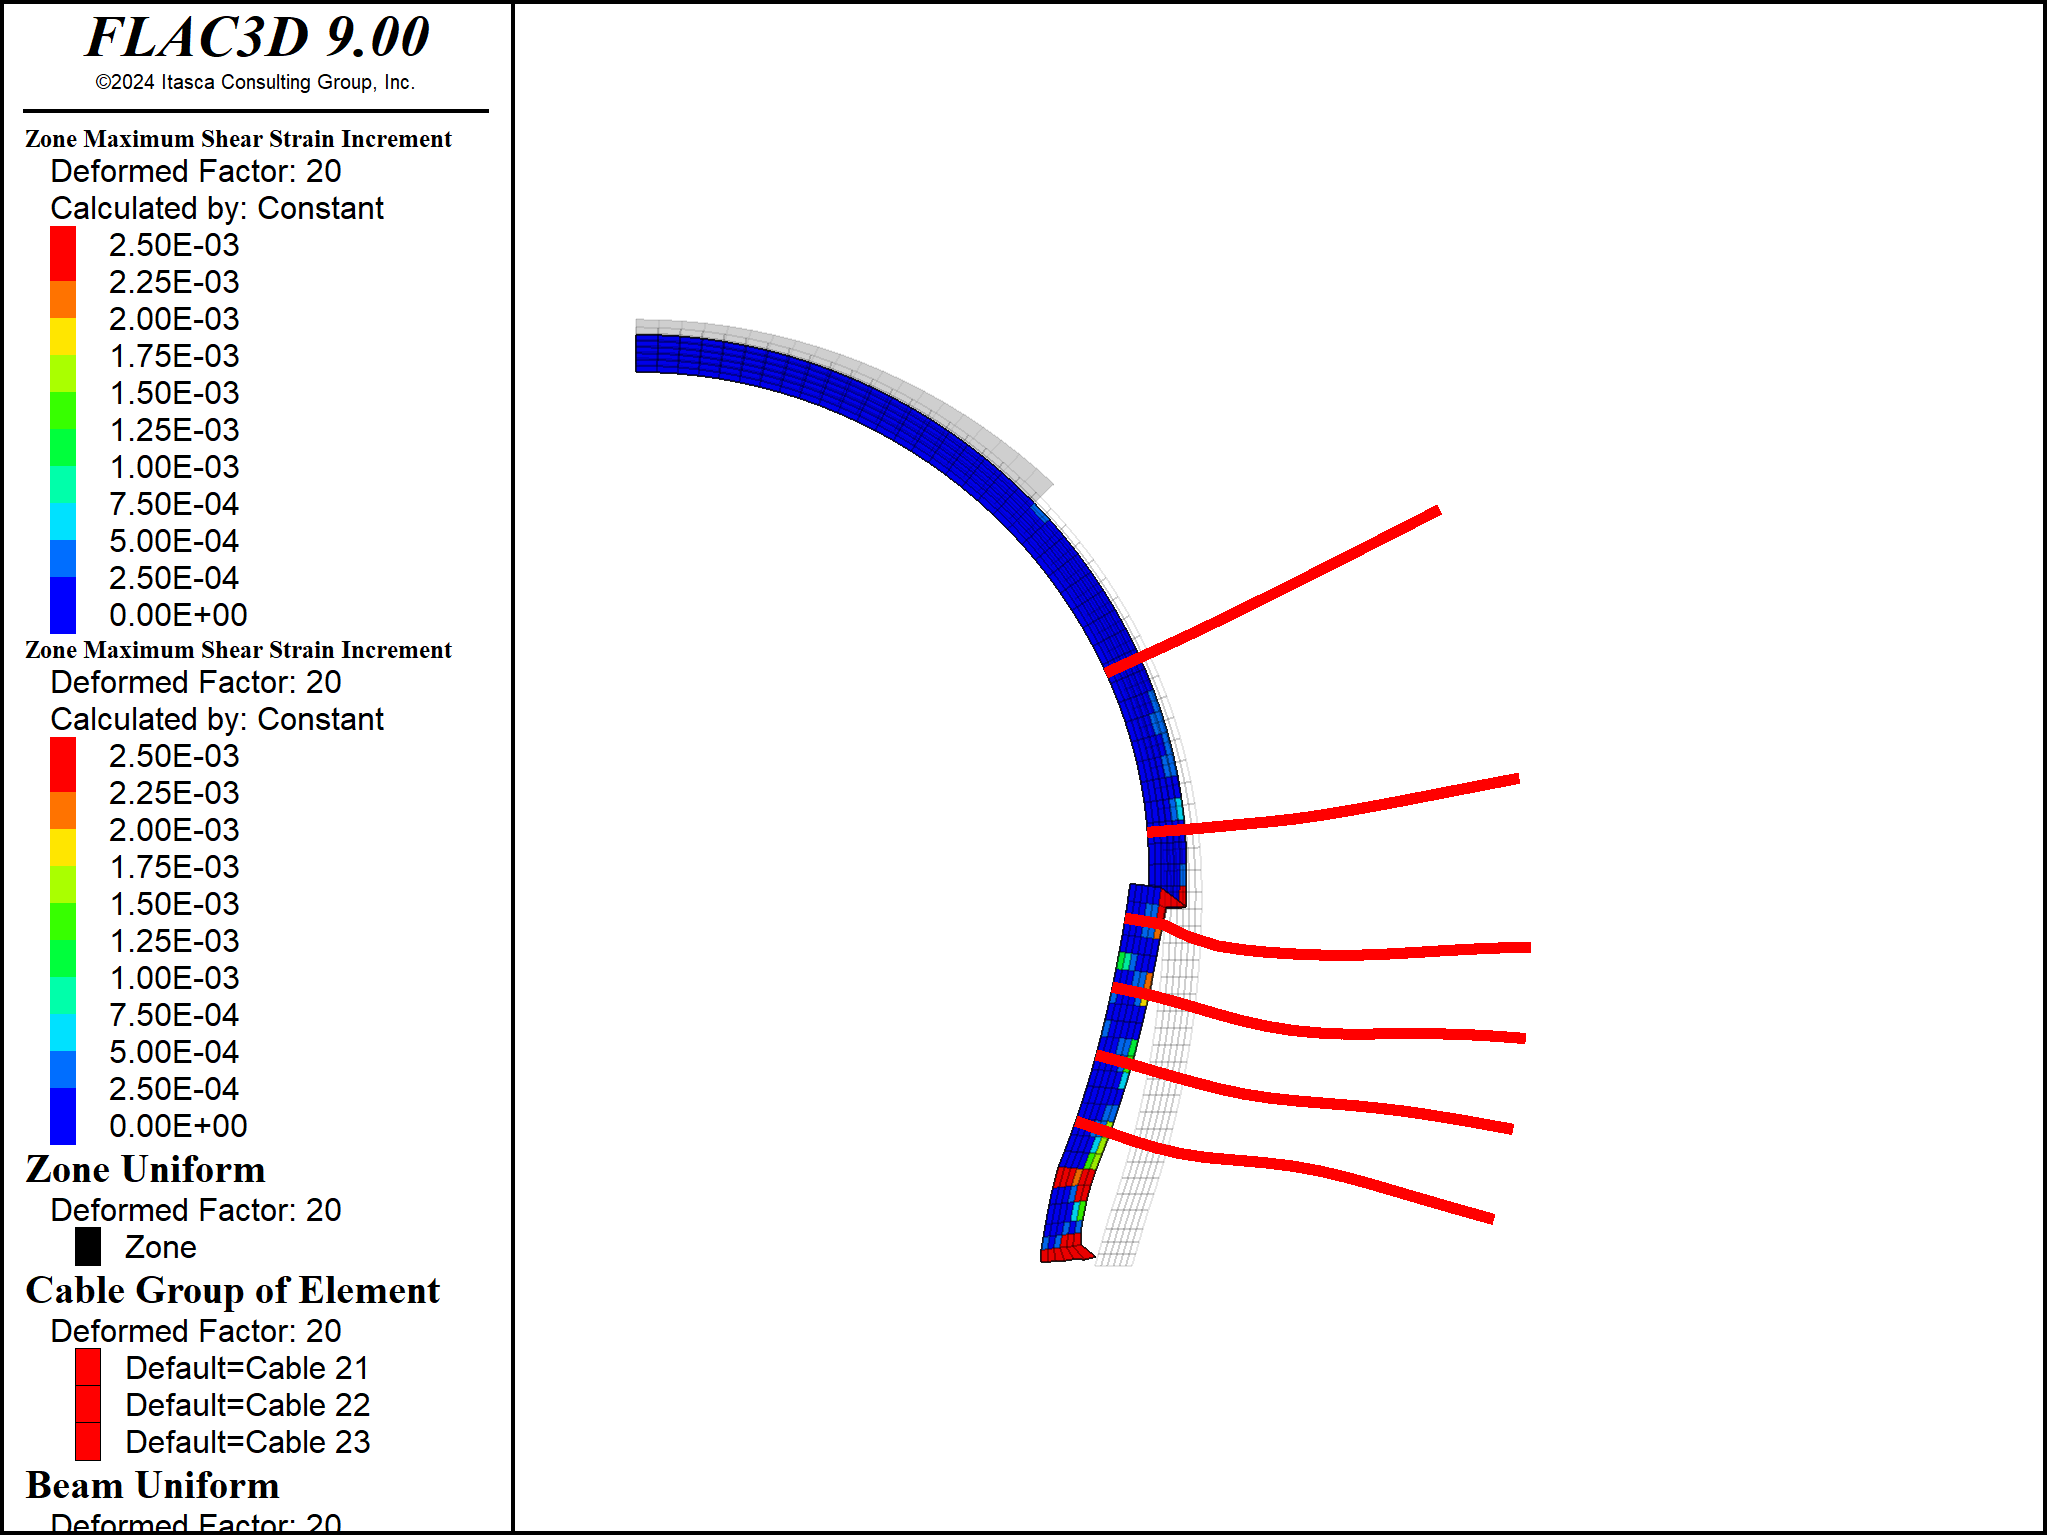 FLAC3D 9.00
©2024 Itasca Consulting Group, Inc.
Zone Maximum Shear Strain Increment
Deformed Factor: 20
Calculated by: Constant
2.50E-03
2.25E-03
2.00E-03
1.75E-03
1.50E-03
1.25E-03
1.00E-03
7.50E-04
5.00E-04
2.50E-04
0.00E+00
Zone Maximum Shear Strain Increment
Deformed Factor: 20
Calculated by: Constant
2.50E-03
2.25E-03
2.00E-03
1.75E-03
1.50E-03
1.25E-03
1.00E-03
7.50E-04
5.00E-04
2.50E-04
0.00E+00
Zone Uniform
Deformed Factor: 20
Zone
Cable Group of Element
Deformed Factor: 20
Default=Cable 21
Default=Cable 22
Default=Cable 23
Beam Uniform
Deformed Factor: 20